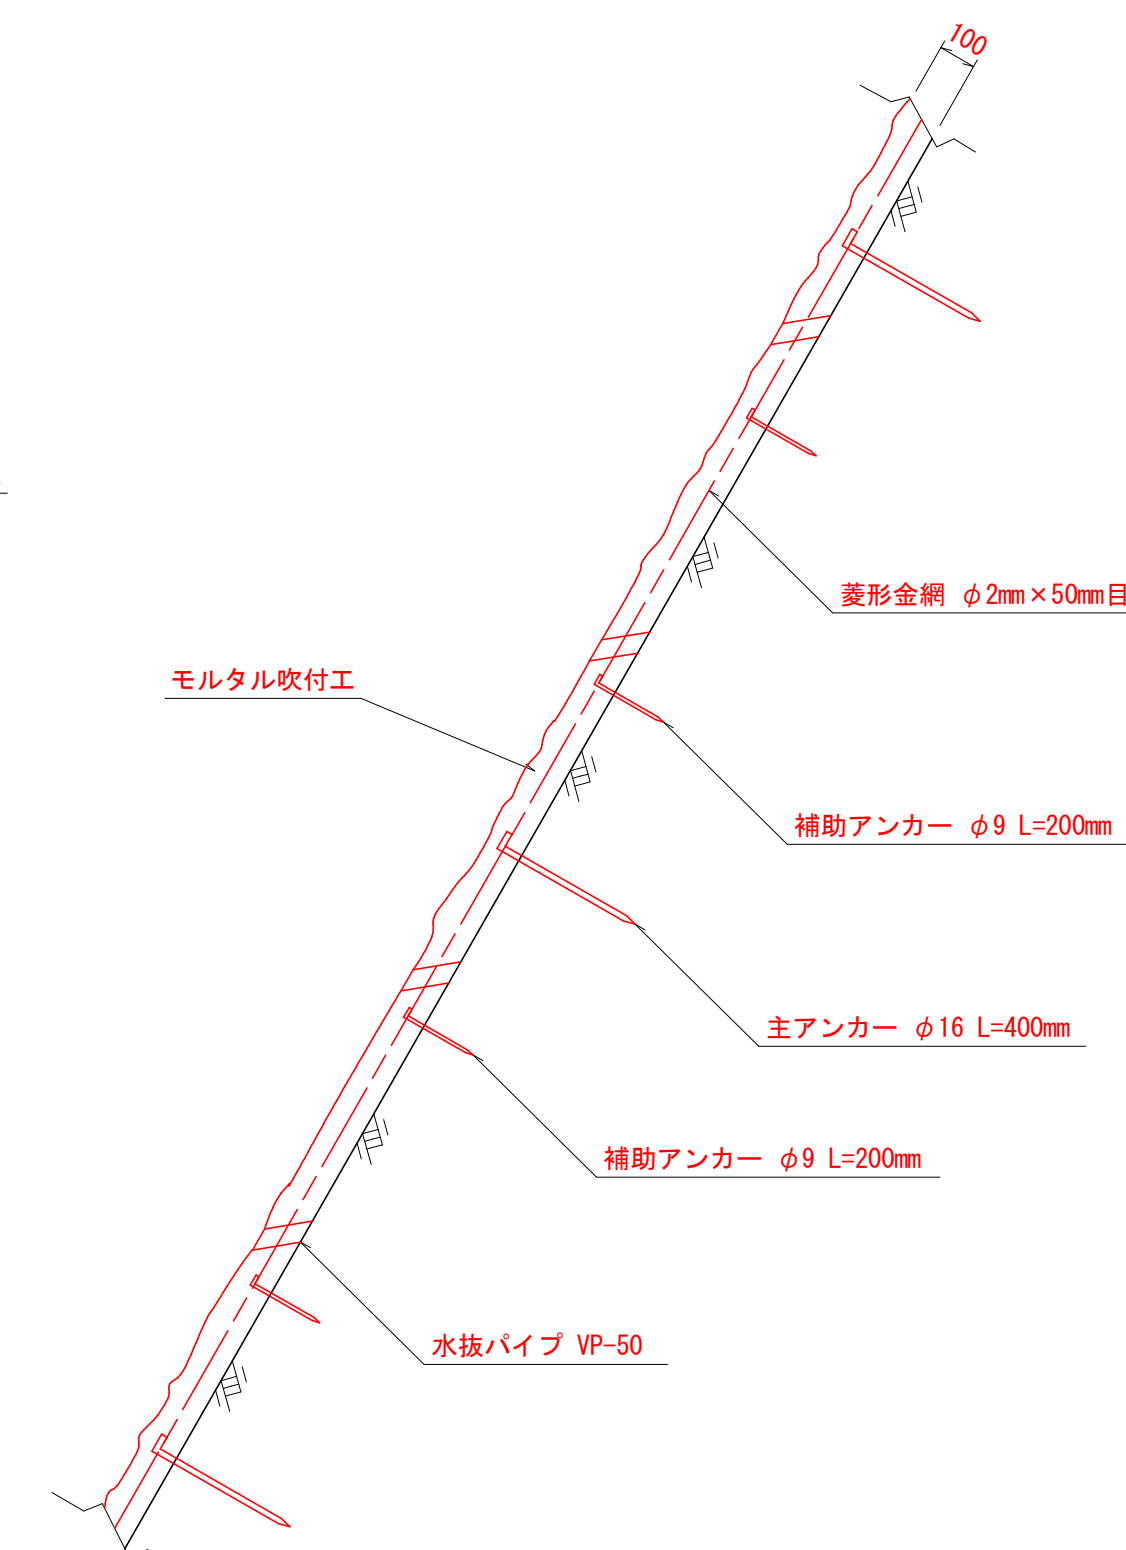 100
菱形金網 φ2mm×50mm目
モルタル吹付工
補助アンカー φ9 L=200mm
主アンカー φ16 L=400mm
補助アンカー φ9 L=200mm
水抜パイプ VP-50